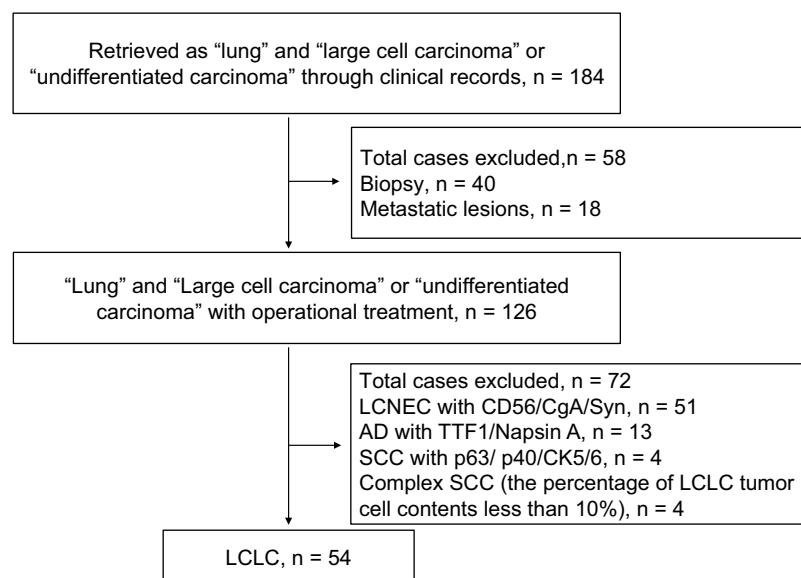 Retrieved as “lung” and “large cell carcinoma” or
“undifferentiated carcinoma” through clinical records, n = 184
Total cases excluded,n = 58
Biopsy, n = 40
Metastatic lesions, n = 18
“Lung” and “Large cell carcinoma” or “undifferentiated
carcinoma” with operational treatment, n = 126
Total cases excluded, n = 72
LCNEC with CD56/CgA/Syn, n = 51
AD with TTF1/Napsin A, n = 13
SCC with p63/ p40/CK5/6, n = 4
Complex SCC (the percentage of LCLC tumor
cell contents less than 10%), n = 4
LCLC, n = 54